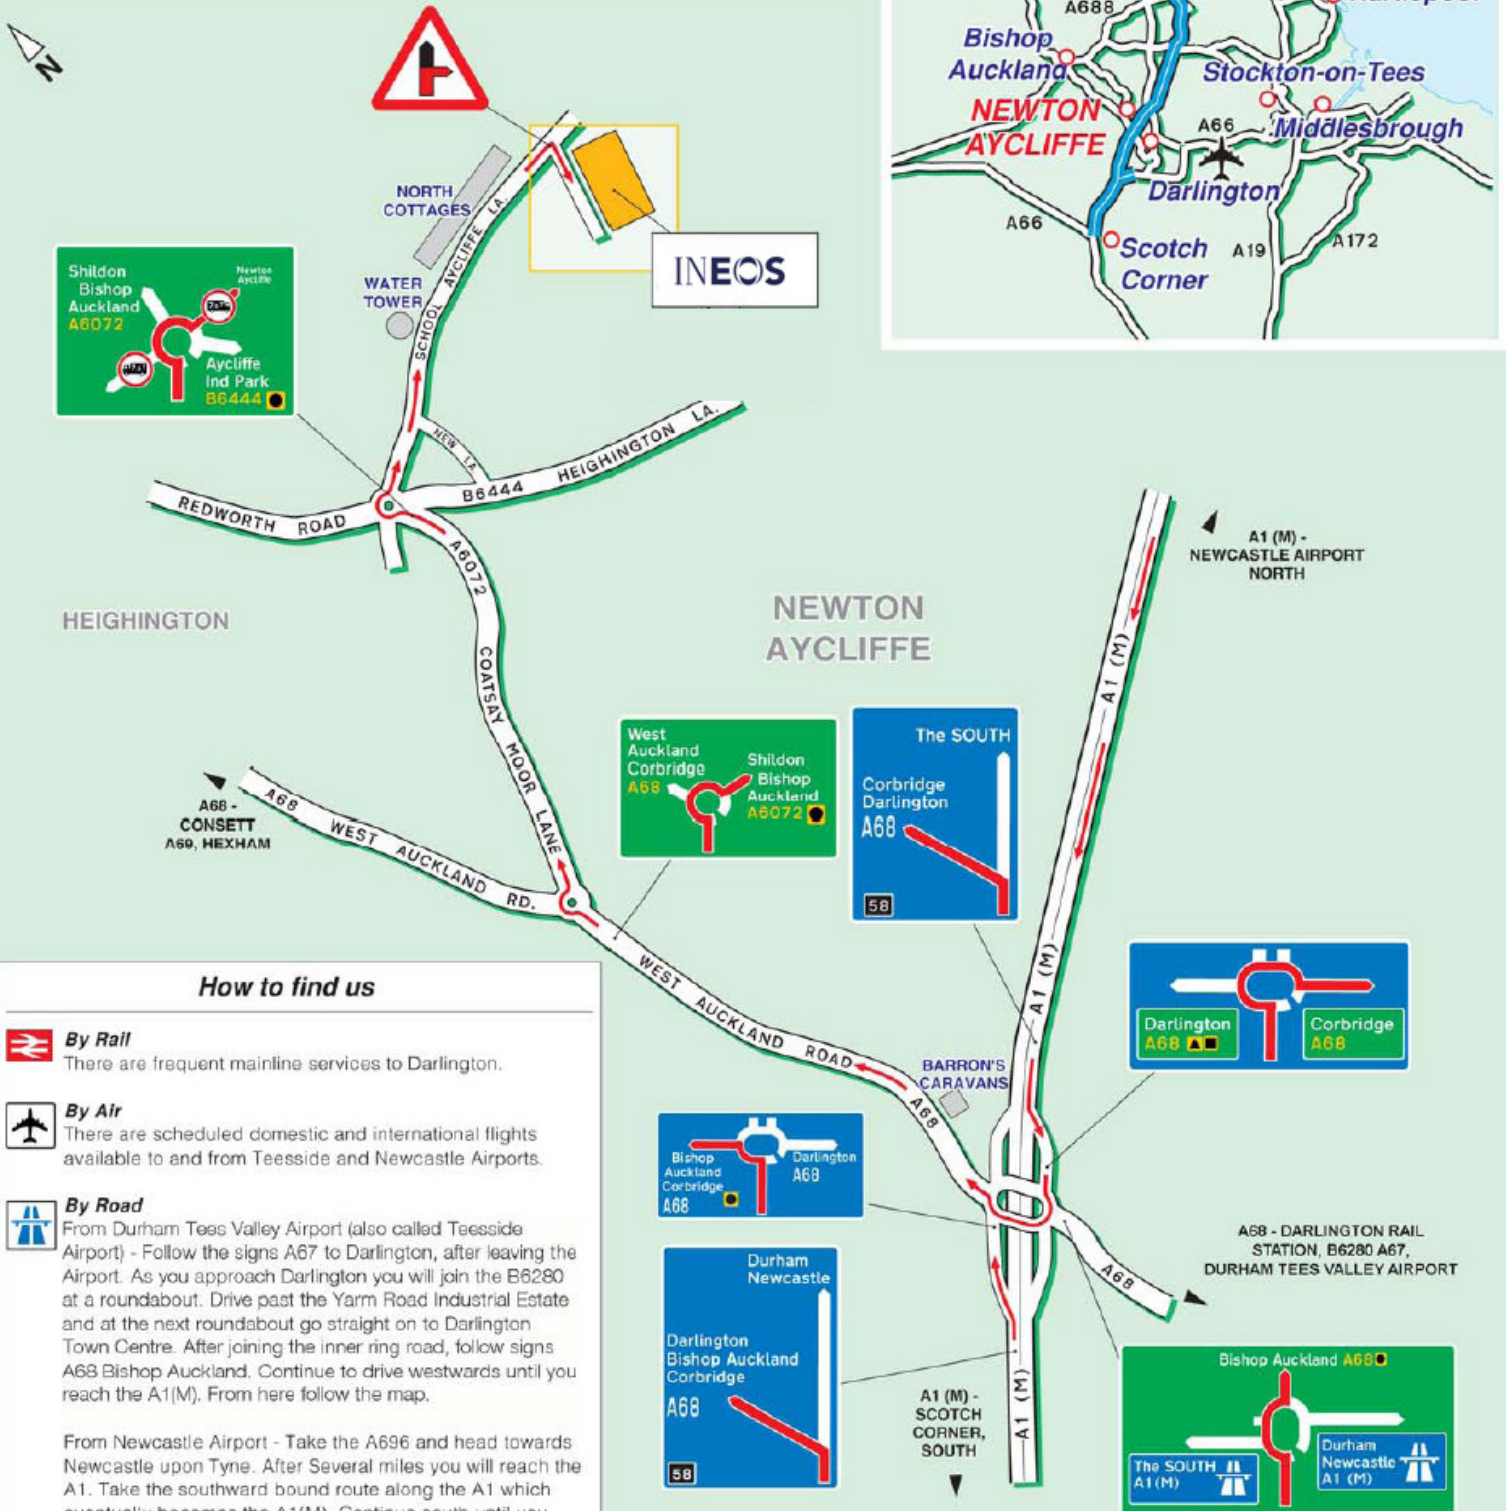 N
A688
Bishop
Auckland
Stockton-on-Tees
NEWTON
AYCLIFFE
A66
Middlesbrough
Darlington
A66
Scotch
Corner
A19
A172
NORTH
COTTAGES
SCHOOL AYCLIFFE LA.
INEOS
WATER
TOWER
Shildon
Bishop
Auckland
A6072
Newton
Aycliffe
Aycliffe
Ind Park
B6444
NEW LA.
B6444 HEIGHINGTON LA.
REDWORTH ROAD
A6072
COATSAY MOOR LANE
HEIGHINGTON
NEWTON
AYCLIFFE
A1 (M) -
NEWCASTLE AIRPORT
NORTH
A1 (M)
A68 -
CONSETT
A69, HEXHAM
A68 WEST AUCKLAND RD.
West
Auckland
Corbridge
A68
Shildon
Bishop
Auckland
A6072
The SOUTH
Corbridge
Darlington
A68
58
A1 (M)
WEST AUCKLAND ROAD
A68
BARRON'S
CARAVANS
Darlington
A68
Corbridge
A68
Bishop
Auckland
Corbridge
A68
Darlington
A68
Durham
Newcastle
Darlington
Bishop Auckland
Corbridge
A68
58
A68
A68 - DARLINGTON RAIL
STATION, B6280 A67,
DURHAM TEES VALLEY AIRPORT
A1 (M)
A1 (M) -
SCOTCH
CORNER,
SOUTH
Bishop Auckland A68
The SOUTH
A1(M)
Durham
Newcastle
A1 (M)
How to find us
By Rail
There are frequent mainline services to Darlington.
By Air
There are scheduled domestic and international flights
available to and from Teesside and Newcastle Airports.
By Road
From Durham Tees Valley Airport (also called Teesside
Airport) - Follow the signs A67 to Darlington, after leaving the
Airport. As you approach Darlington you will join the B6280
at a roundabout. Drive past the Yarm Road Industrial Estate
and at the next roundabout go straight on to Darlington
Town Centre. After joining the inner ring road, follow signs
A68 Bishop Auckland. Continue to drive westwards until you
reach the A1(M). From here follow the map.
From Newcastle Airport - Take the A696 and head towards
Newcastle upon Tyne. After Several miles you will reach the
A1. Take the southward bound route along the A1 which